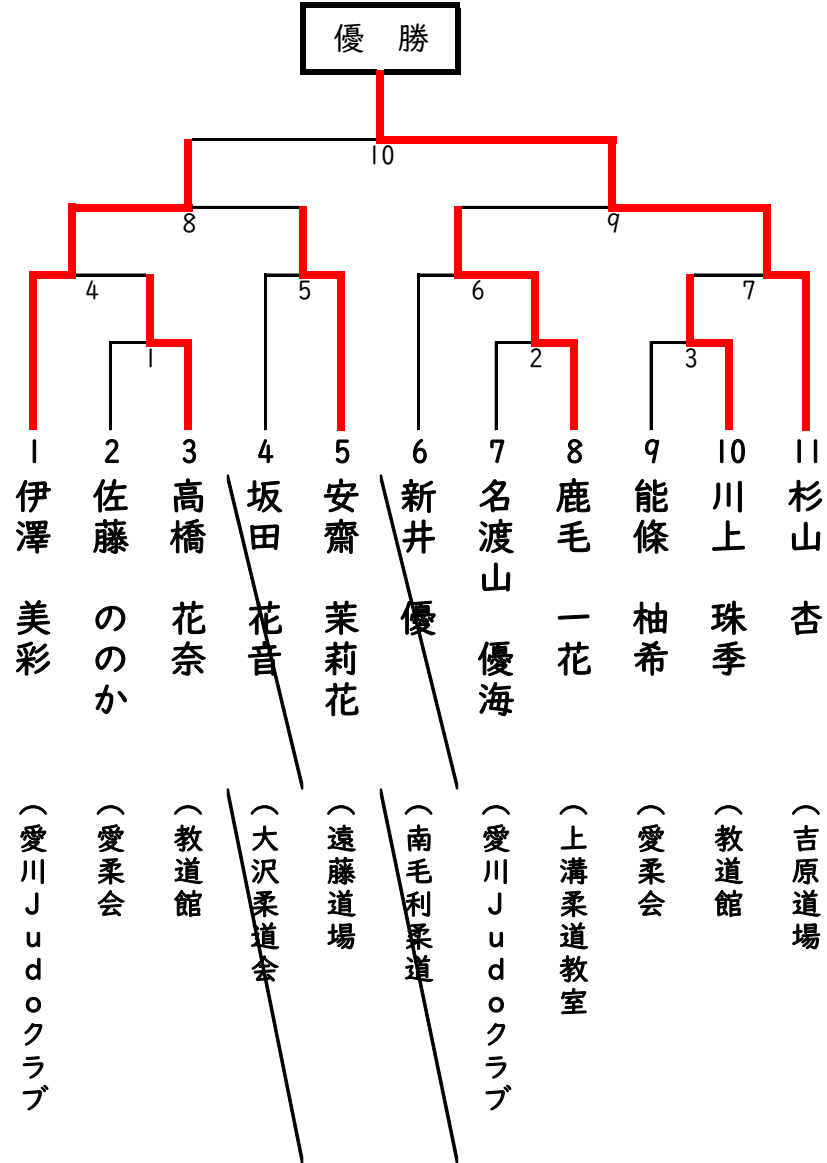 優　勝
10
8
9
4
5
6
7
1
2
3
1
2
3
4
5
6
7
8
9
10
11
伊澤　美彩
佐藤　ののか
高橋　花奈
坂田　花音
安齋　茉莉花
新井　優
名渡山　優海
鹿毛　一花
能條　柚希
川上　珠季
杉山　杏
（愛川Judoクラブ
（愛柔会
（教道館
（大沢柔道会
（遠藤道場
（南毛利柔道
（愛川Judoクラブ
（上溝柔道教室
（愛柔会
（教道館
（吉原道場